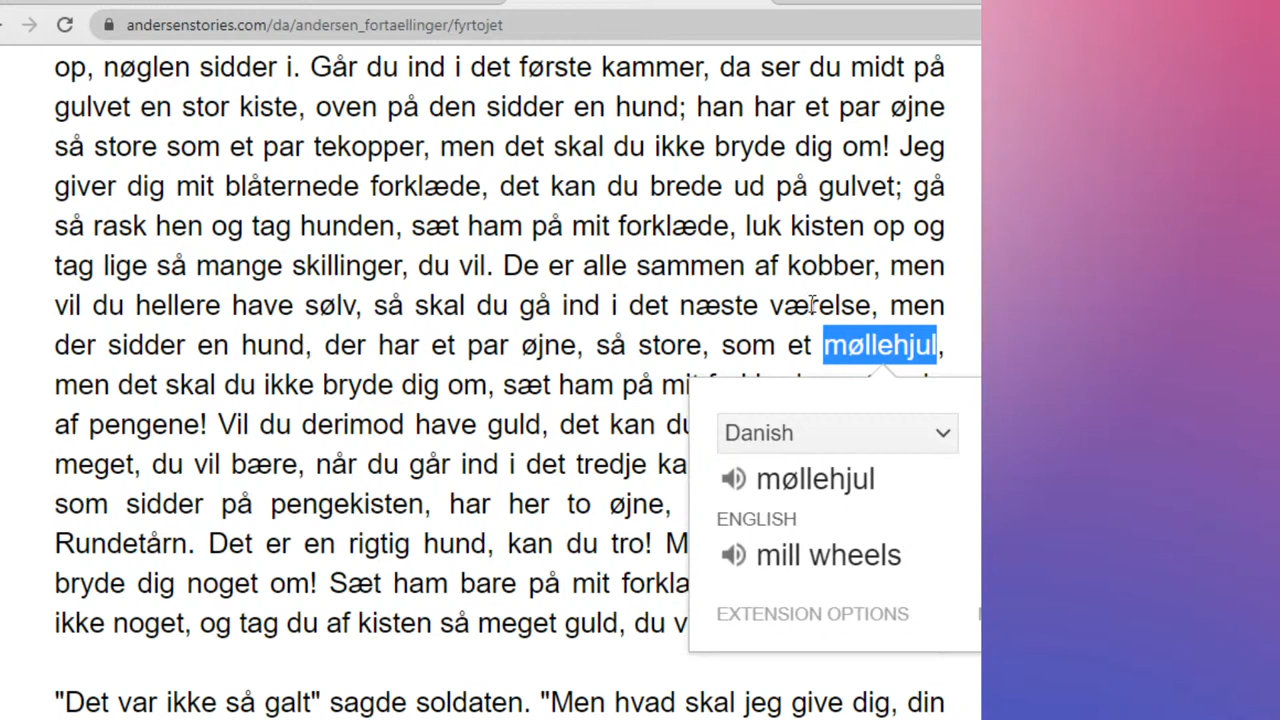 andersenstories.com/da/andersen_fortaellinger/fyrtojet
op, nøglen sidder i. Går du ind i det første kammer, da ser du midt på
gulvet en stor kiste, oven på den sidder en hund; han har et par øjne
så store som et par tekopper, men det skal du ikke bryde dig om! Jeg
giver dig mit blåternede forklæde, det kan du brede ud på gulvet; gå
så rask hen og tag hunden, sæt ham på mit forklæde, luk kisten op og
tag lige så mange skillinger, du vil. De er alle sammen af kobber, men
vil du hellere have sølv, så skal du gå ind i det næste værelse, men
der sidder en hund, der har et par øjne, så store, som et møllehjul,
men det skal du ikke bryde dig om, sæt ham på mit
af pengene! Vil du derimod have guld, det kan du
meget, du vil bære, når du går ind i det tredje
som sidder på pengekisten, har her to øjne,
Rundetårn. Det er en rigtig hund, kan du tro!
bryde dig noget om! Sæt ham bare på mit
ikke noget, og tag du af kisten så meget guld, du
"Det var ikke så galt" sagde soldaten. "Men hvad skal jeg give dig, din
Danish
møllehjul
ENGLISH
mill wheels
EXTENSION OPTIONS